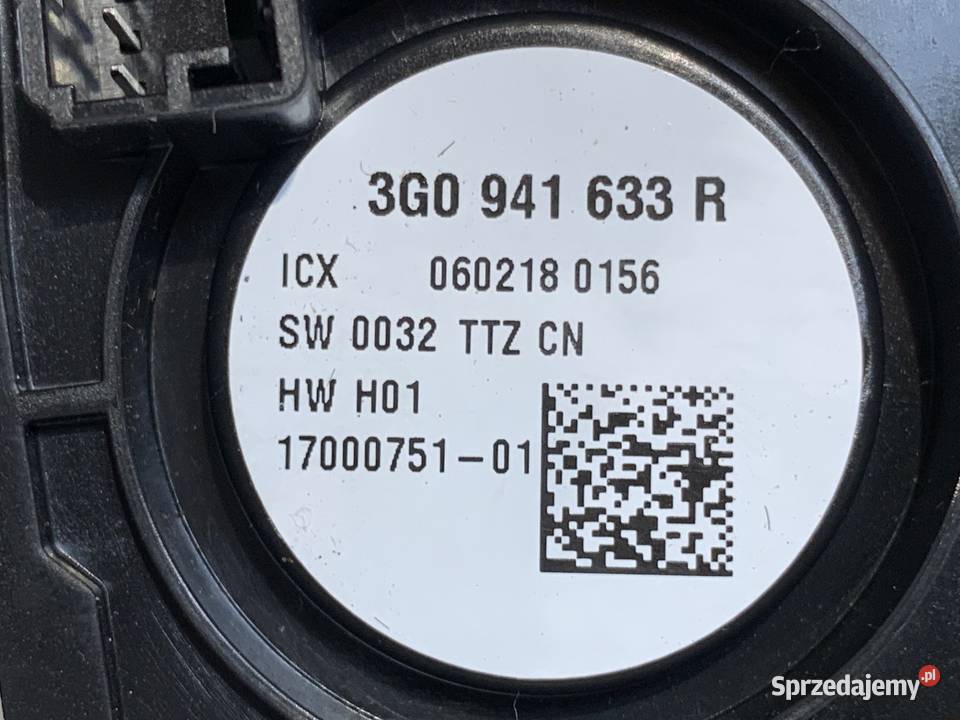 3G0 941 633 R
ICX 060218 0156
SW 0032 TTZ CN
HW H01
17000751-01
Sprzedajemy.pl